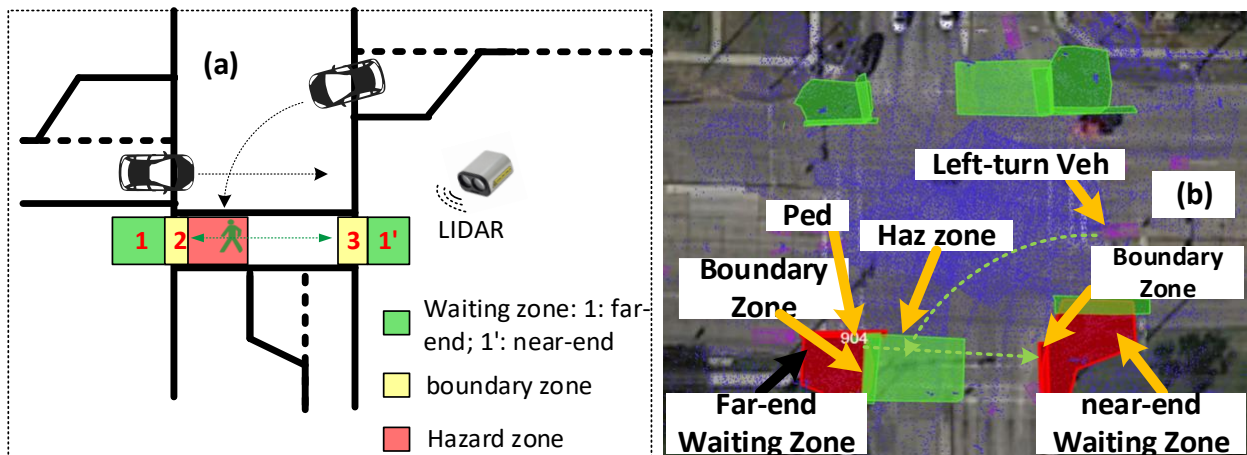 (a)
LIDAR
1
2
3
1'
Waiting zone: 1: far-
end; 1': near-end
boundary zone
Hazard zone
Left-turn Veh
(b)
Ped
Haz zone
Boundary
Zone
Boundary
Zone
904
Far-end
Waiting Zone
near-end
Waiting Zone